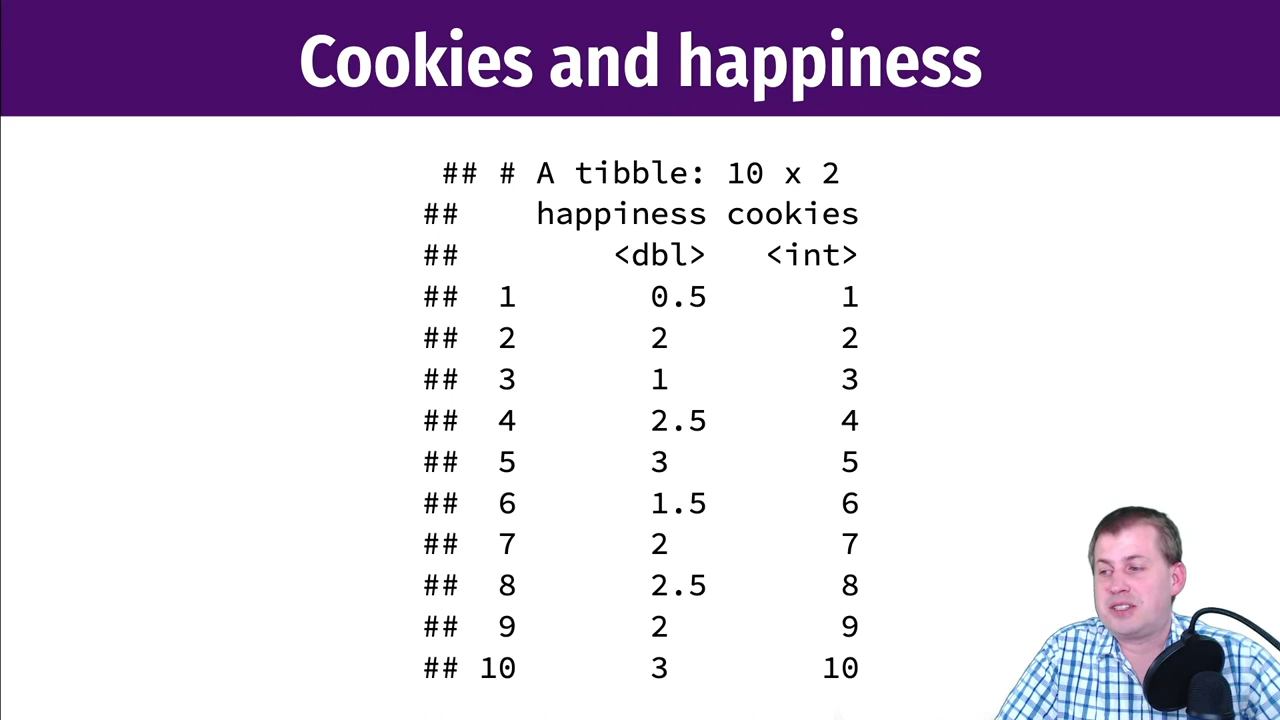 Cookies and happiness
## # A tibble: 10 x 2
##    happiness cookies
##        <dbl>   <int>
##  1       0.5       1
##  2       2         2
##  3       1         3
##  4       2.5       4
##  5       3         5
##  6       1.5       6
##  7       2         7
##  8       2.5       8
##  9       2         9
## 10       3        10